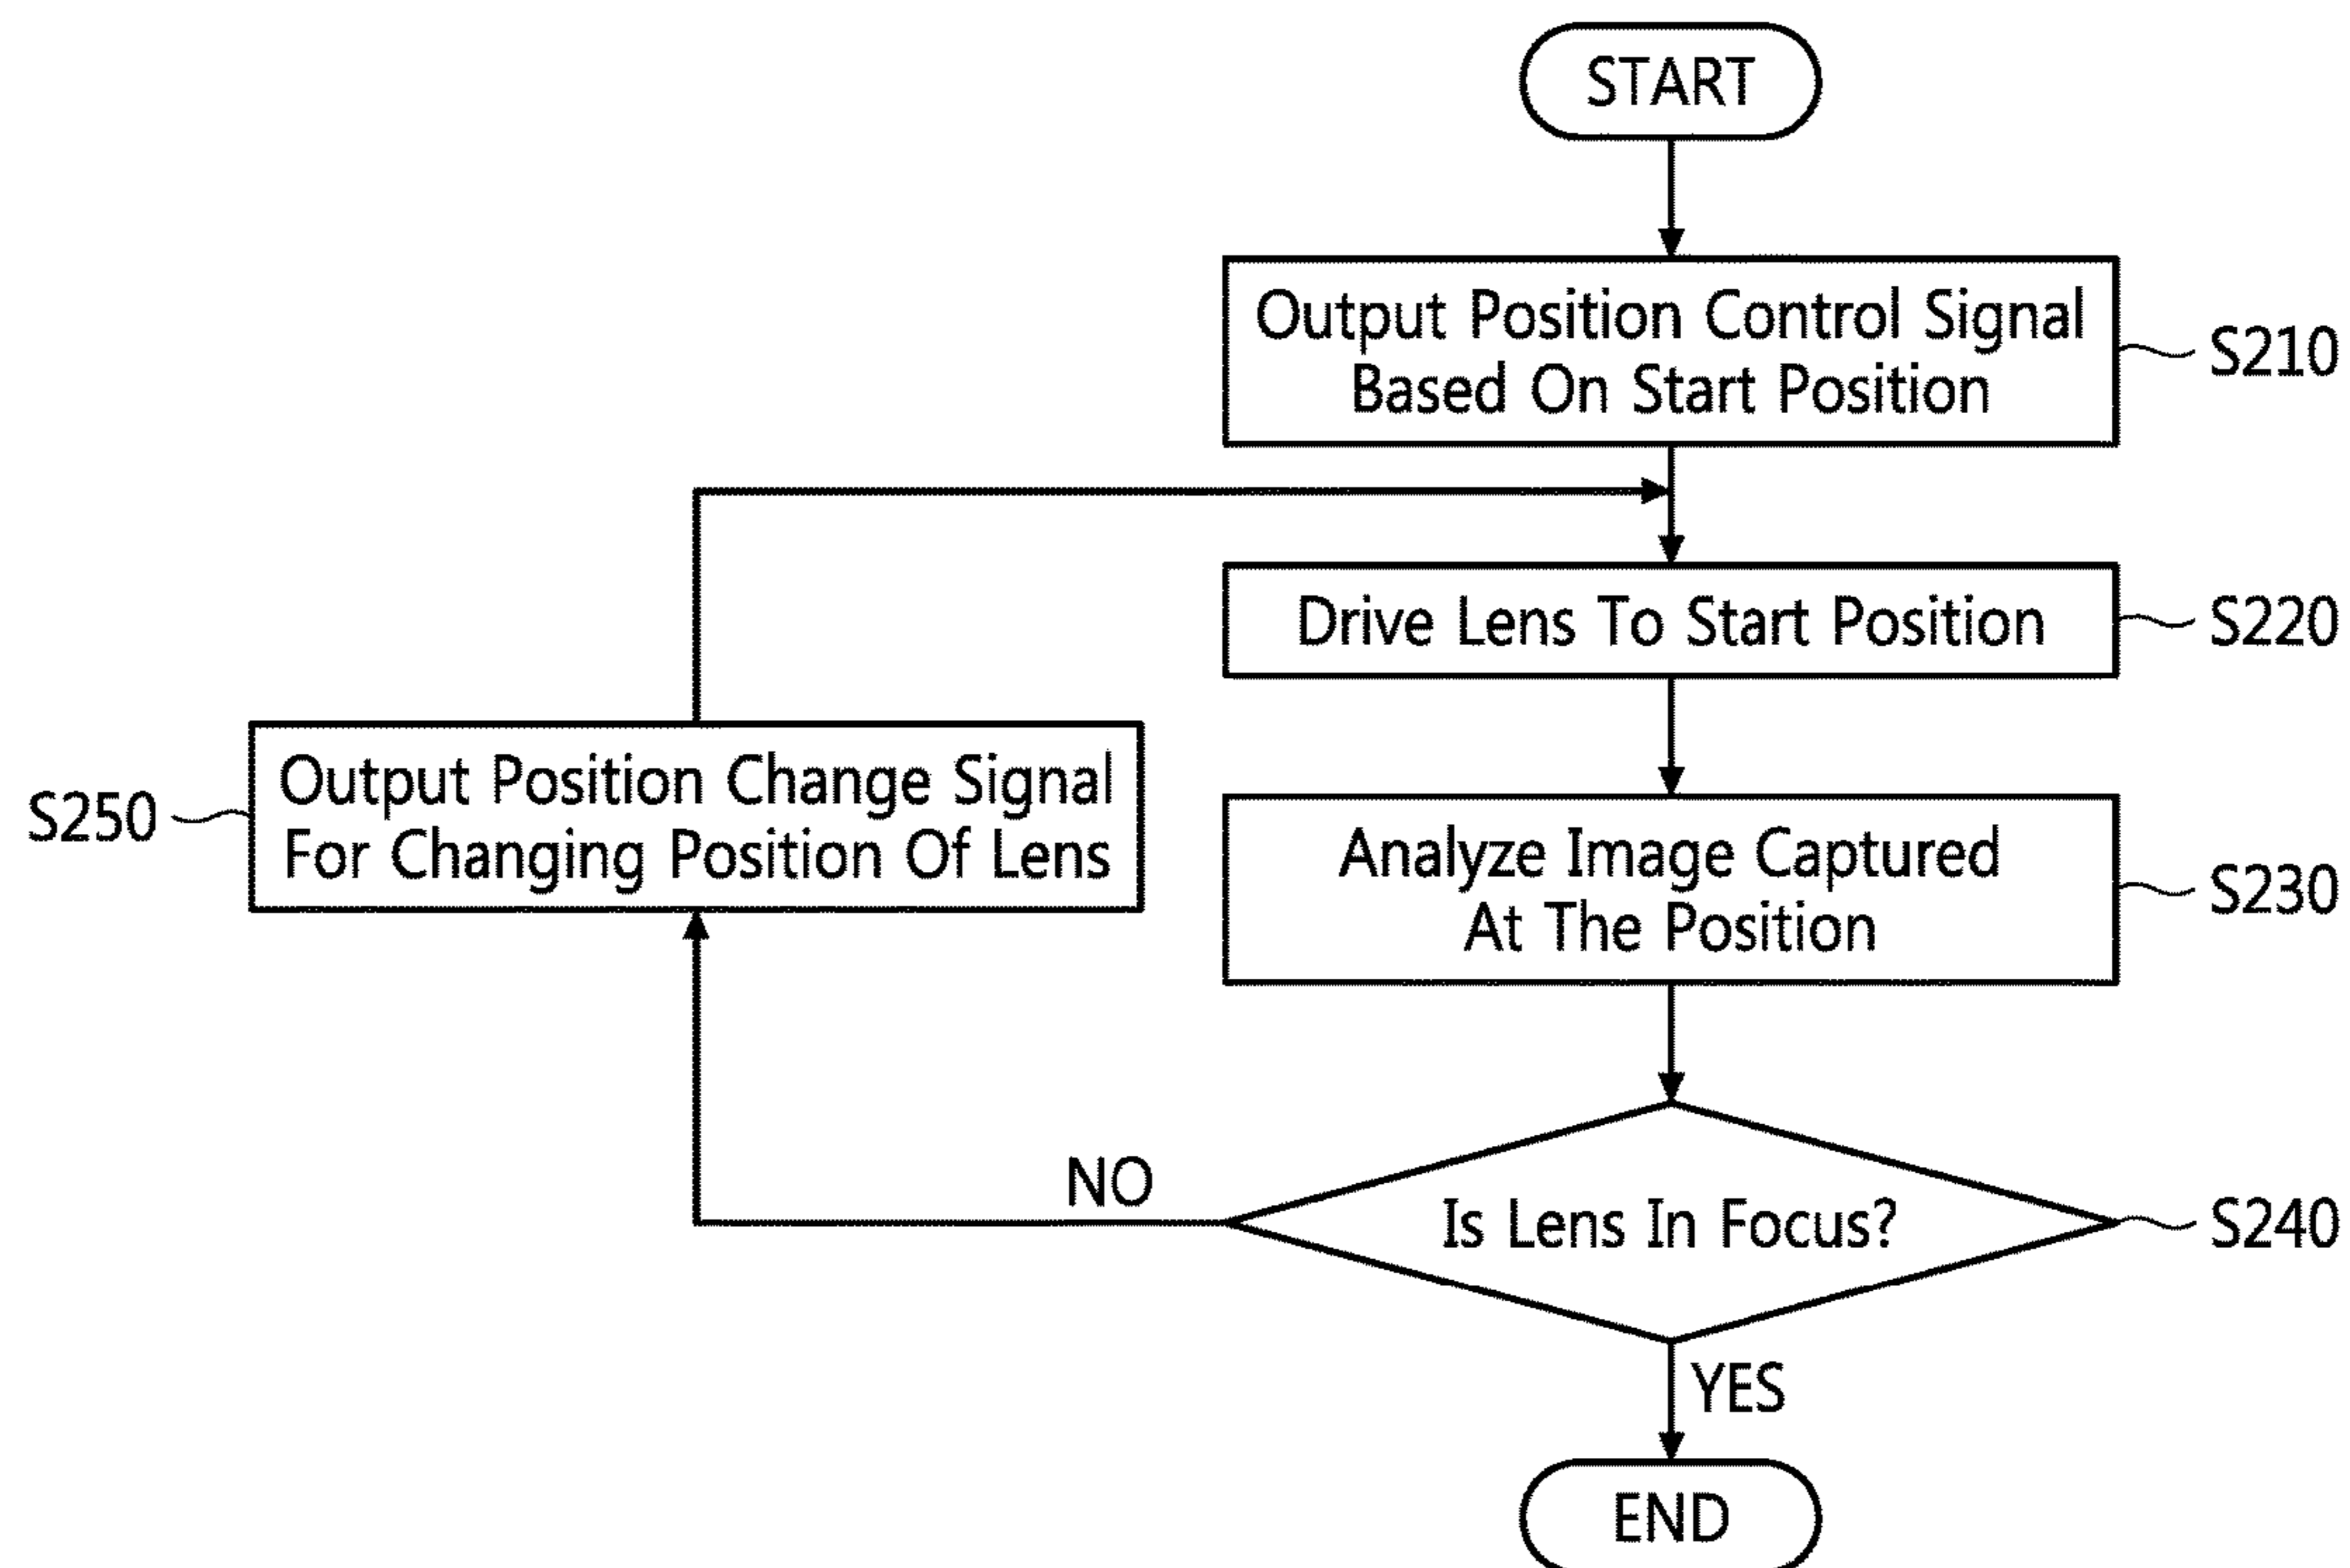 START
Output Position Control Signal
Based On Start Position
S210
Drive Lens To Start Position
S220
Output Position Change Signal
For Changing Position Of Lens
S250
Analyze Image Captured
At The Position
S230
NO
Is Lens In Focus?
S240
YES
END